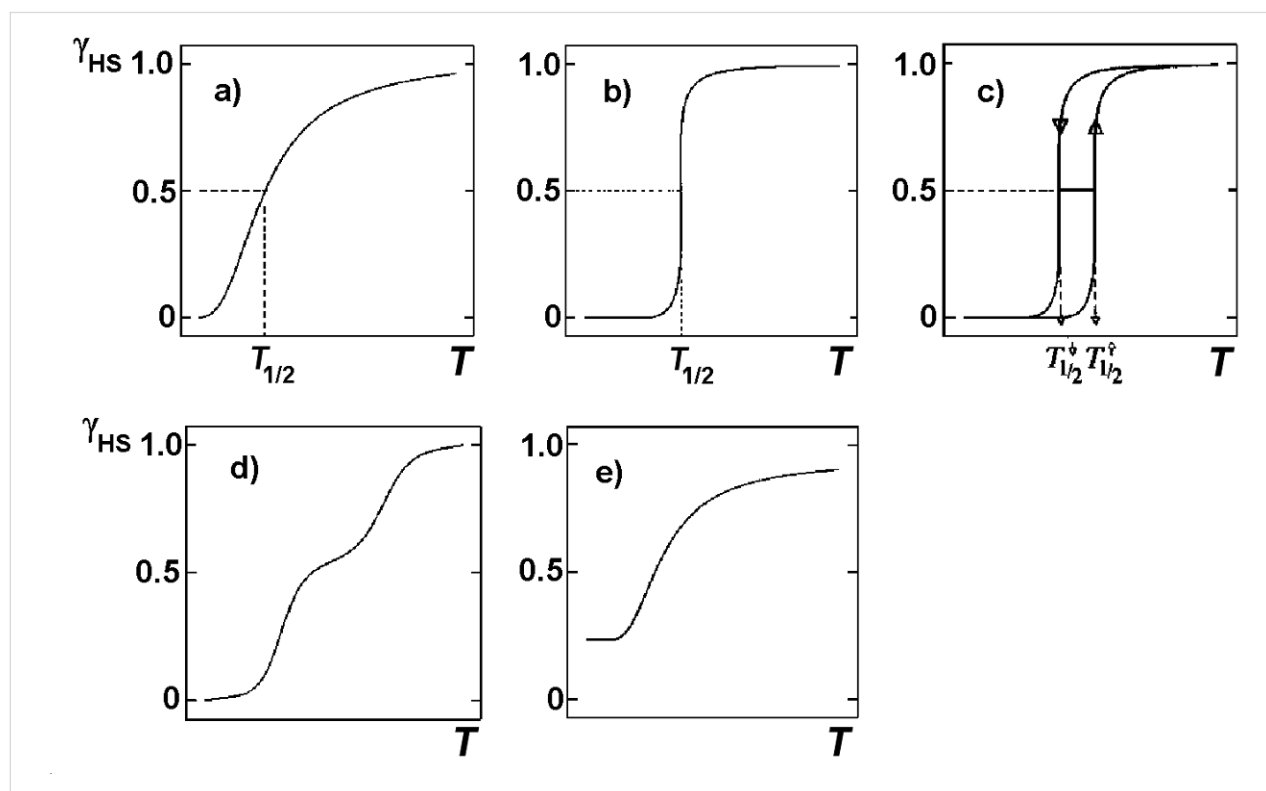 γHS 1.0 a) 1.0 b) 1.0 c)
0.5 0.5 0.5
0 0 0
T1/2 T T1/2 T T1/2↓ T1/2↑ T
γHS 1.0 d) 1.0 e)
0.5 0.5
0 0
T T